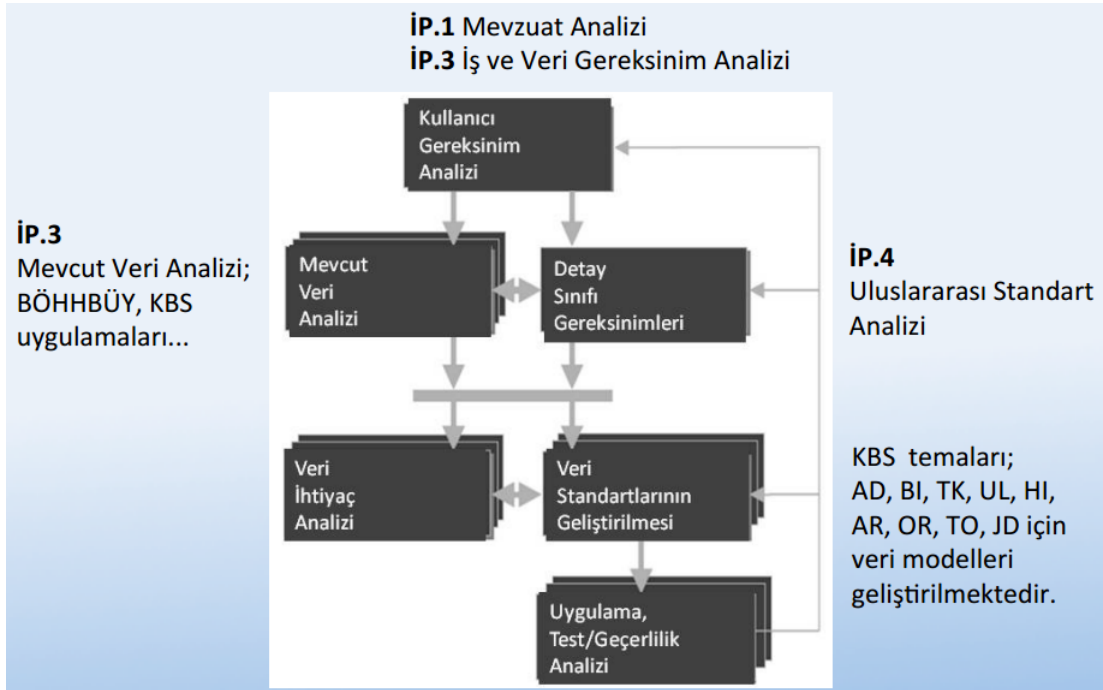 İP.1 Mevzuat Analizi
İP.3 İş ve Veri Gereksinim Analizi
Kullanıcı
Gereksinim
Analizi
İP.3
Mevcut Veri Analizi;
BÖHHBÜY, KBS
uygulamaları...
Mevcut
Veri
Analizi
Detay
Sınıfı
Gereksinimleri
İP.4
Uluslararası Standart
Analizi
Veri
İhtiyaç
Analizi
Veri
Standartlarının
Geliştirilmesi
KBS temaları;
AD, BI, TK, UL, HI,
AR, OR, TO, JD için
veri modelleri
geliştirilmektedir.
Uygulama,
Test/Geçerlilik
Analizi